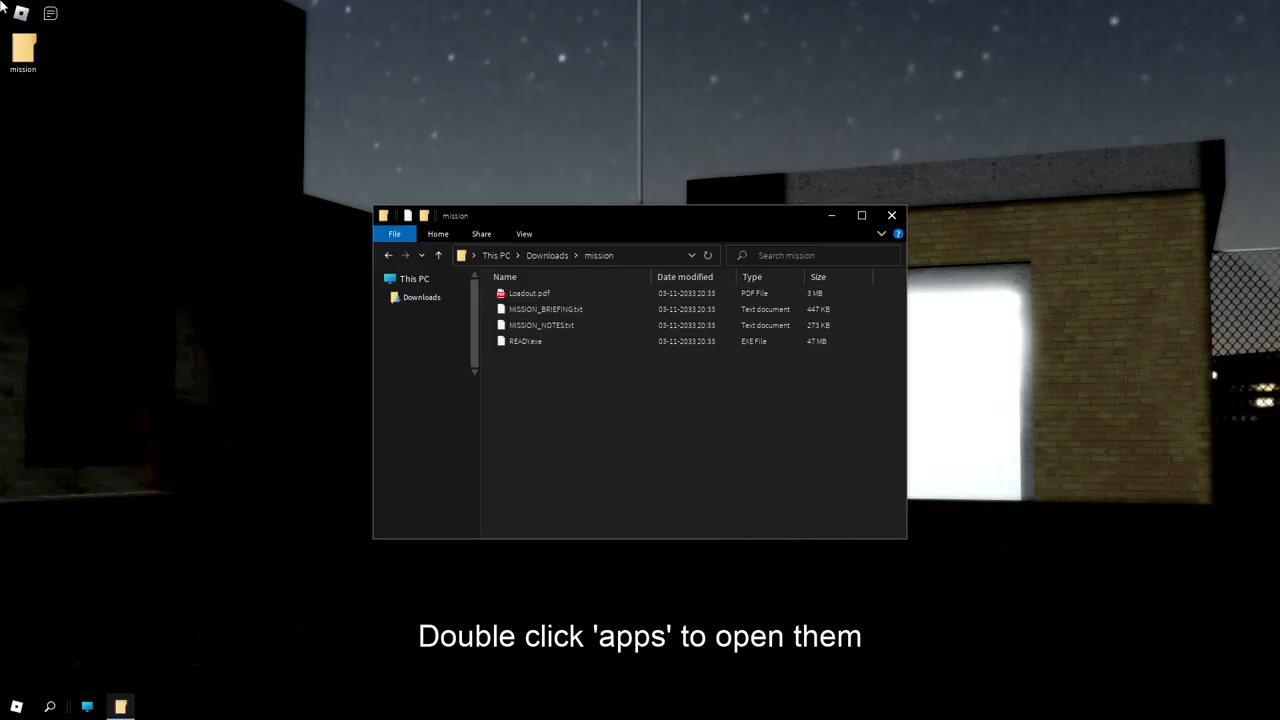 mission
mission
File
Home
Share
View
This PC
Downloads
mission
Search mission
This PC
Downloads
Name
Date modified
Type
Size
Loadout.pdf
03-11-2033 20:33
PDF File
3 MB
MISSION_BRIEFING.txt
03-11-2033 20:33
Text document
447 KB
MISSION_NOTES.txt
03-11-2033 20:33
Text document
273 KB
READY.exe
03-11-2033 20:33
EXE File
47 MB
Double click 'apps' to open them